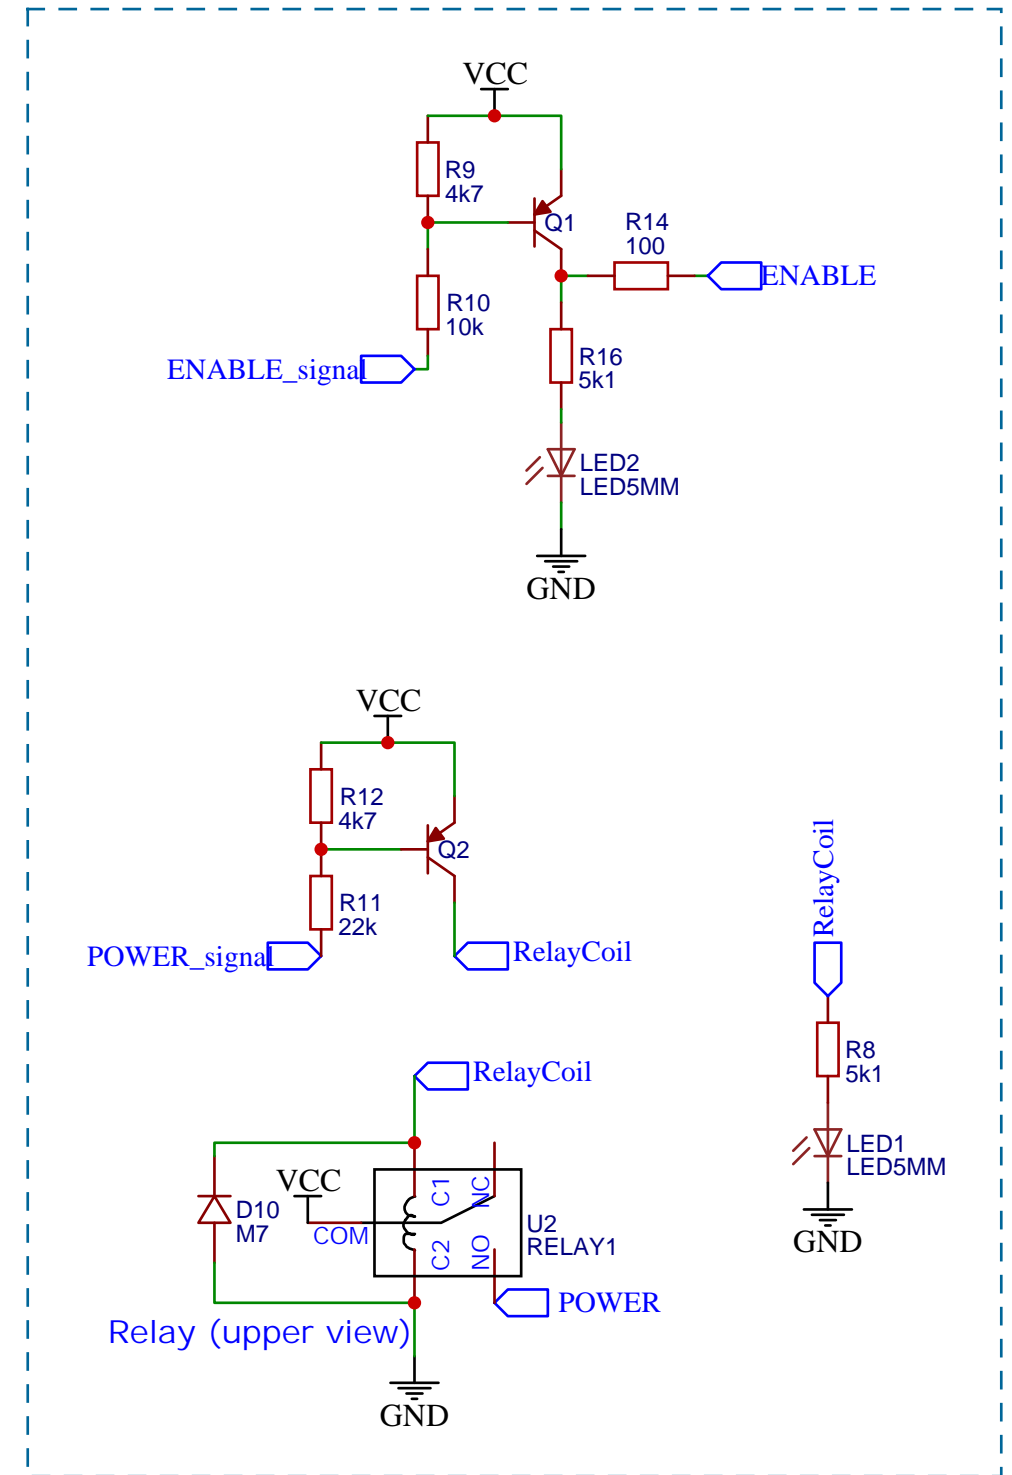 VCC
R9
4k7
Q1
R14
100
ENABLE
R10
10k
ENABLE_signal
R16
5k1
LED2
LED5MM
GND
VCC
R12
4k7
Q2
R11
22k
POWER_signal
RelayCoil
RelayCoil
R8
5k1
LED1
LED5MM
GND
RelayCoil
VCC
D10
M7
COM
C1
NC
C2
NO
U2
RELAY1
POWER
Relay (upper view)
GND